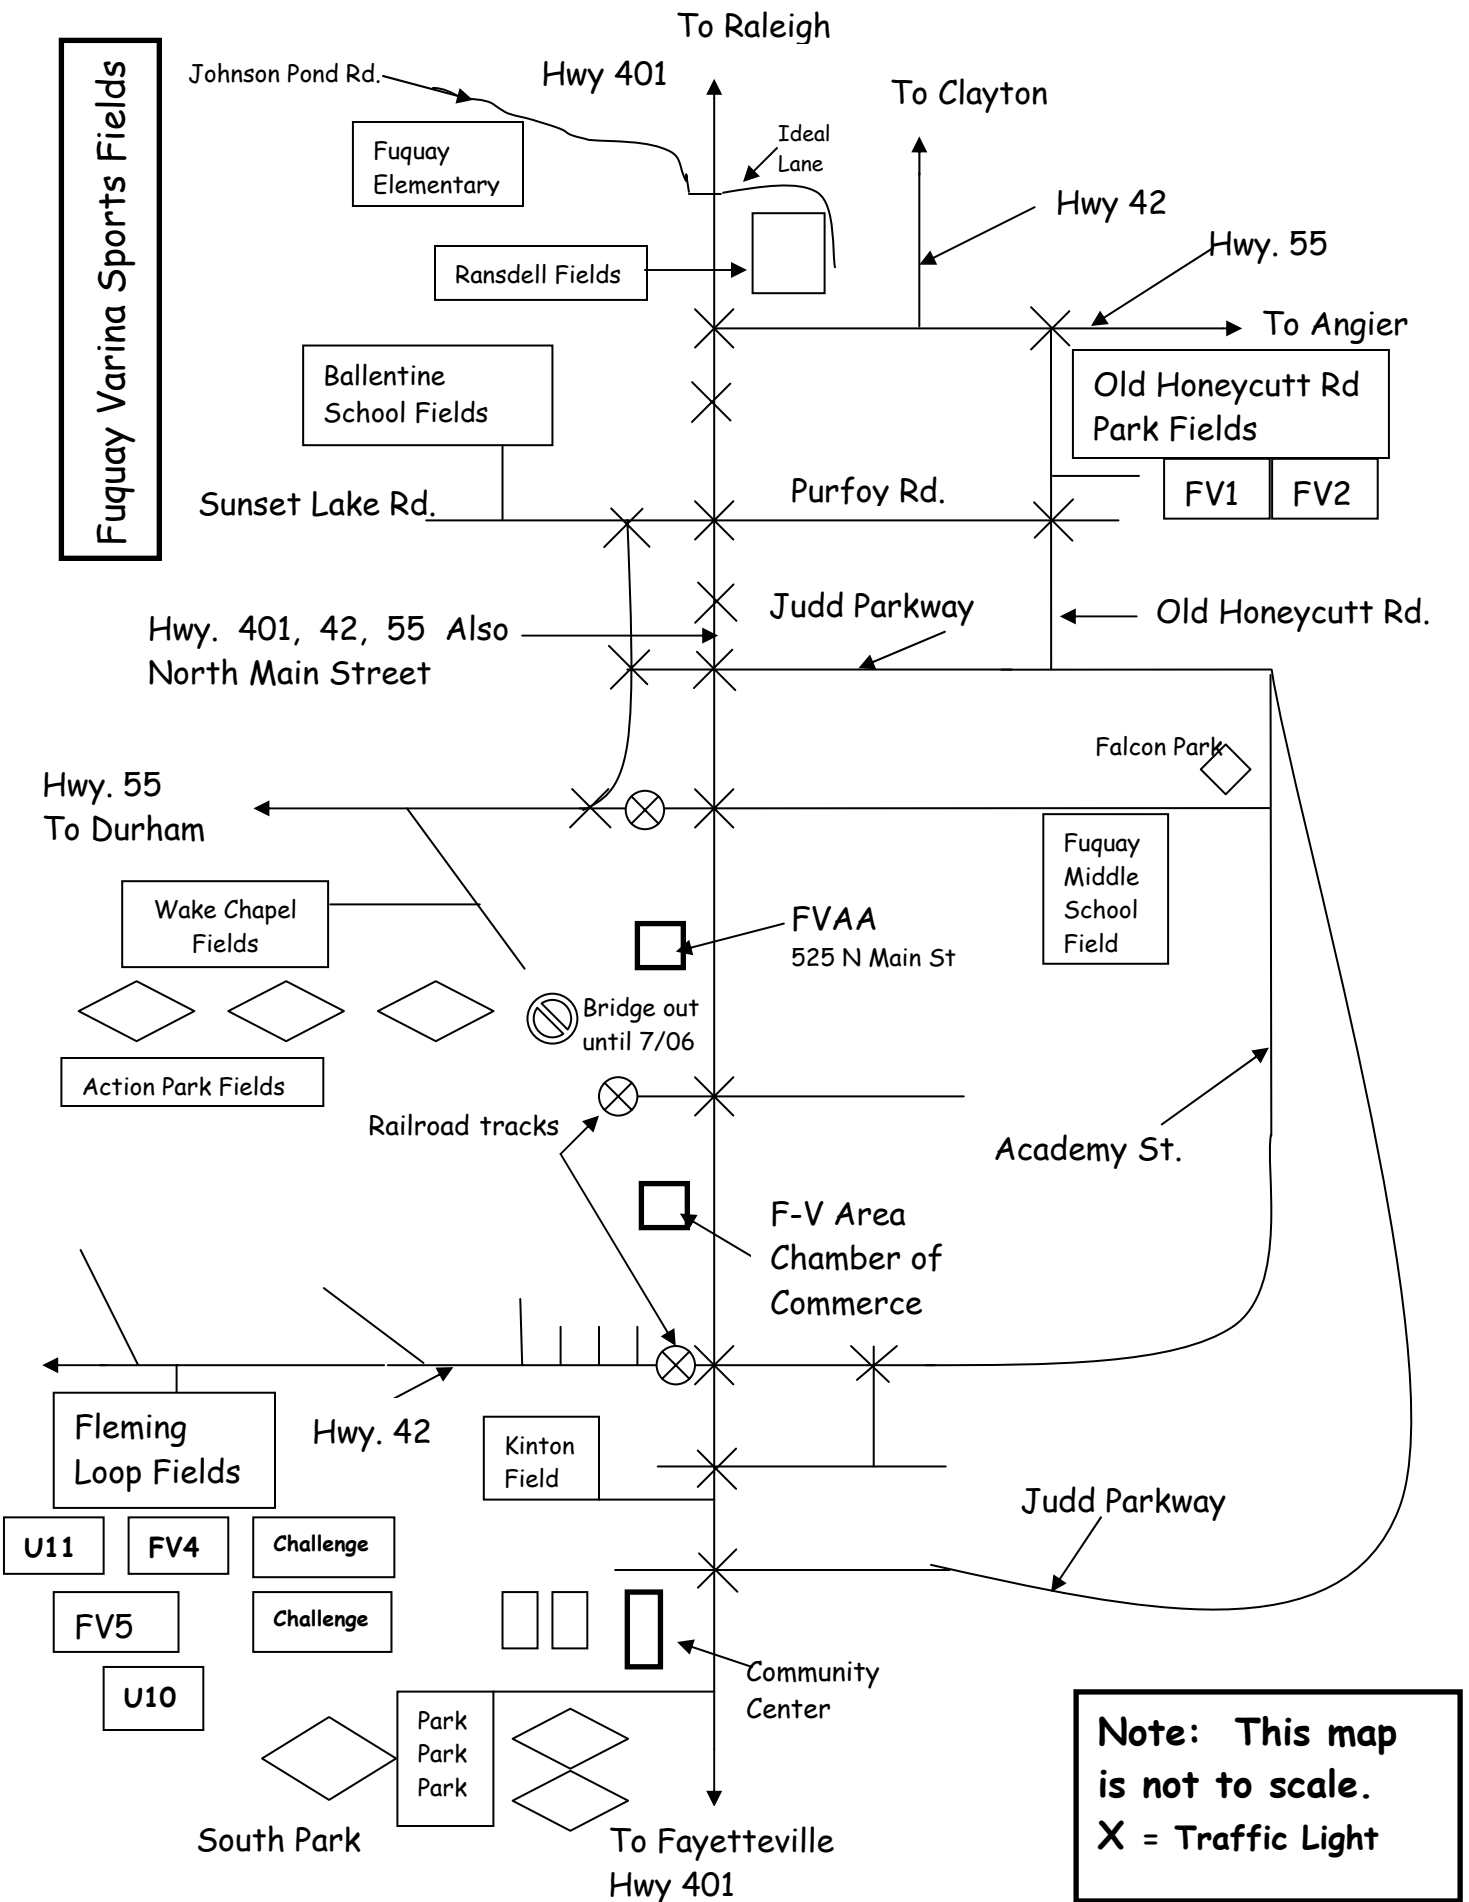 To Raleigh
Fuquay Varina Sports Fields
Johnson Pond Rd.
Hwy 401
To Clayton
Fuquay
Elementary
Ideal
Lane
Hwy 42
Hwy. 55
Ransdell Fields
To Angier
Ballentine
School Fields
Old Honeycutt Rd
Park Fields
FV1
FV2
Sunset Lake Rd.
Purfoy Rd.
Hwy. 401, 42, 55 Also
North Main Street
Judd Parkway
Old Honeycutt Rd.
Falcon Park
Hwy. 55
To Durham
Fuquay
Middle
School
Field
Wake Chapel
Fields
FVAA
525 N Main St
Bridge out
until 7/06
Action Park Fields
Railroad tracks
Academy St.
F-V Area
Chamber of
Commerce
Fleming
Loop Fields
Hwy. 42
Kinton
Field
Judd Parkway
U11
FV4
Challenge
FV5
Challenge
U10
Community
Center
Park
Park
Park
South Park
To Fayetteville
Hwy 401
Note: This map
is not to scale.
X = Traffic Light